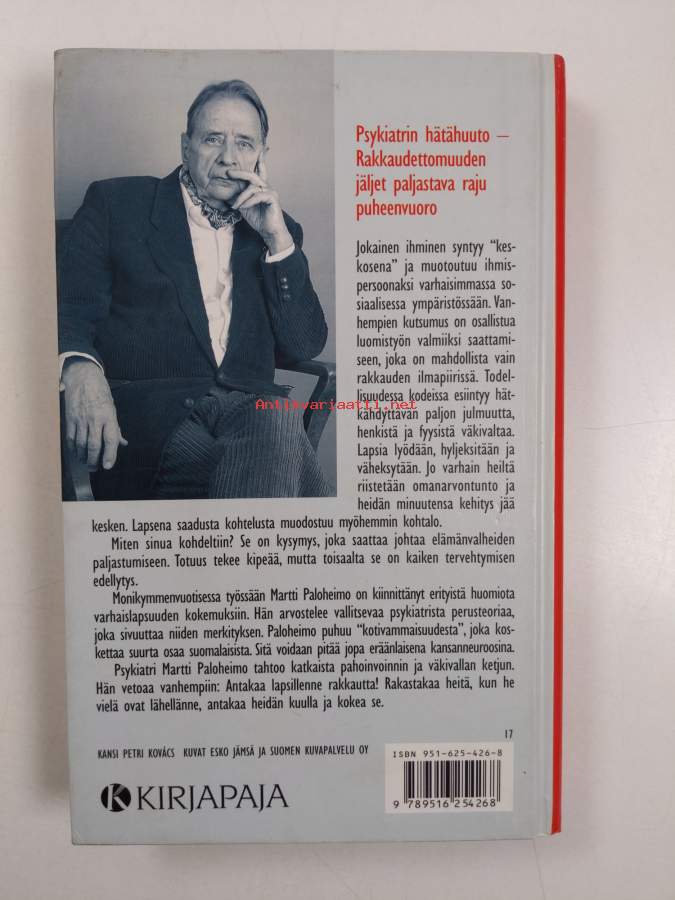 Psykiatrin hätähuuto –
Rakkaudettomuuden
jäljet paljastava raju
puheenvuoro
Jokainen ihminen syntyy "kes-
kosena" ja muotoutuu ihmis-
persoonaksi varhaisimmassa so-
siaalisessa ympäristössään. Van-
hempien kutsumus on osallistua
luomistyön valmiiksi saattami-
seen, joka on mahdollista vain
rakkauden ilmapiirissä. Todel-
lisuudessa kodeissa esiintyy hät-
kähdyttävän paljon julmuutta,
henkistä ja fyysistä väkivaltaa.
Lapsia lyödään, hyljeksitään ja
väheksytään. Jo varhain heiltä
riistetään omanarvontunto ja
heidän minuutensa kehitys jää
kesken. Lapsena saadusta kohtelusta muodostuu myöhemmin kohtalo.
Miten sinua kohdeltiin? Se on kysymys, joka saattaa johtaa elämänvalheiden
paljastumiseen. Totuus tekee kipeää, mutta toisaalta se on kaiken tervehtymisen
edellytys.
Monikymmenvuotisessa työssään Martti Paloheimo on kiinnittänyt erityistä huomiota
varhaislapsuuden kokemuksiin. Hän arvostelee vallitsevaa psykiatrista perusteoriaa,
joka sivuuttaa niiden merkityksen. Paloheimo puhuu "kotivammaisuudesta", joka kos-
kettaa suurta osaa suomalaisista. Sitä voidaan pitää jopa eräänlaisena kansanneuroosina.
Psykiatri Martti Paloheimo tahtoo katkaista pahoinvoinnin ja väkivallan ketjun.
Hän vetoaa vanhempiin: Antakaa lapsillenne rakkautta! Rakastakaa heitä, kun he
vielä ovat lähellänne, antakaa heidän kuulla ja kokea se.
17
KANSI PETRI KOVÁCS KUVAT ESKO JÄMSÄ JA SUOMEN KUVAPALVELU OY
ISBN 951-625-426-8
9 789516 254268
K KIRJAPAJA
Antikvariaatti.net